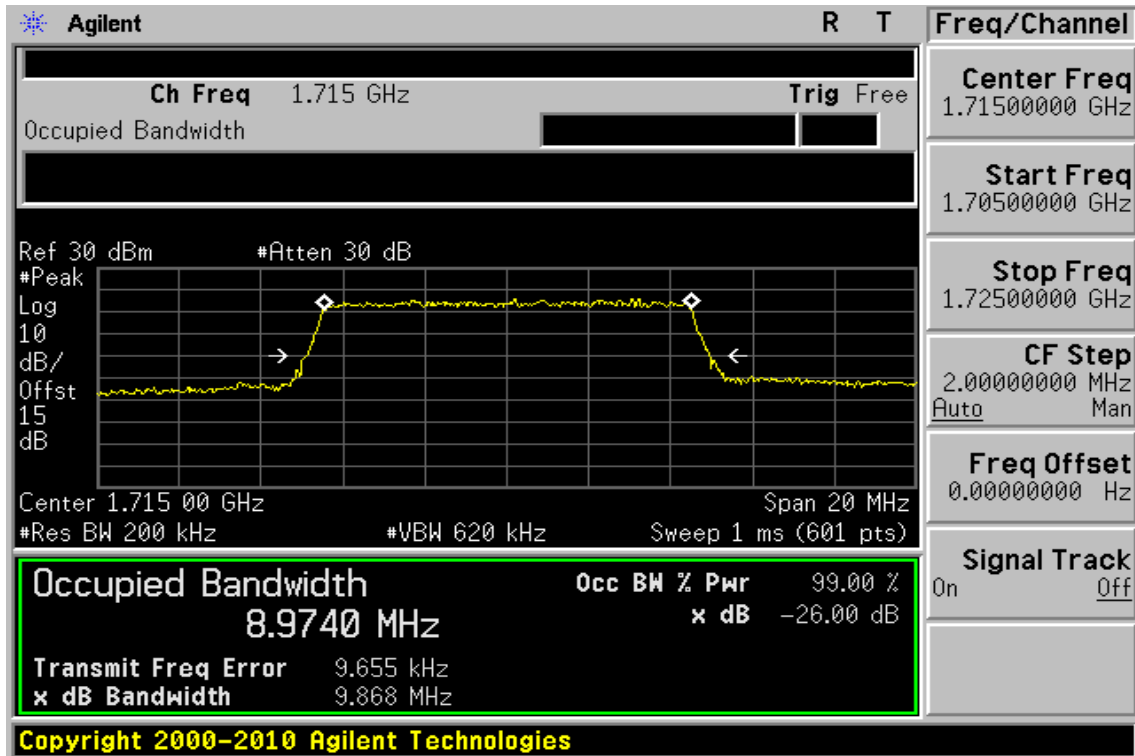 Agilent R T
Freq/Channel
Ch Freq 1.715 GHz Trig Free
Occupied Bandwidth
Center Freq
1.71500000 GHz
Start Freq
1.70500000 GHz
Stop Freq
1.72500000 GHz
CF Step
2.00000000 MHz
Auto Man
Freq Offset
0.00000000 Hz
Signal Track
On Off
Ref 30 dBm #Atten 30 dB
#Peak
Log
10
dB/
Offst
15
dB
Center 1.715 00 GHz Span 20 MHz
#Res BW 200 kHz #VBW 620 kHz Sweep 1 ms (601 pts)
Occupied Bandwidth
8.9740 MHz
Occ BW % Pwr 99.00 %
x dB -26.00 dB
Transmit Freq Error 9.655 kHz
x dB Bandwidth 9.868 MHz
Copyright 2000-2010 Agilent Technologies